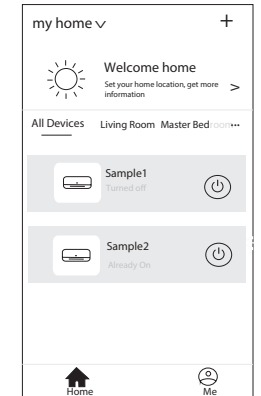 my home
Welcome home
Set your home location, get more
information
All Devices Living Room Master Bedroom
Sample1
Turned off
Sample2
Already On
Home
Me